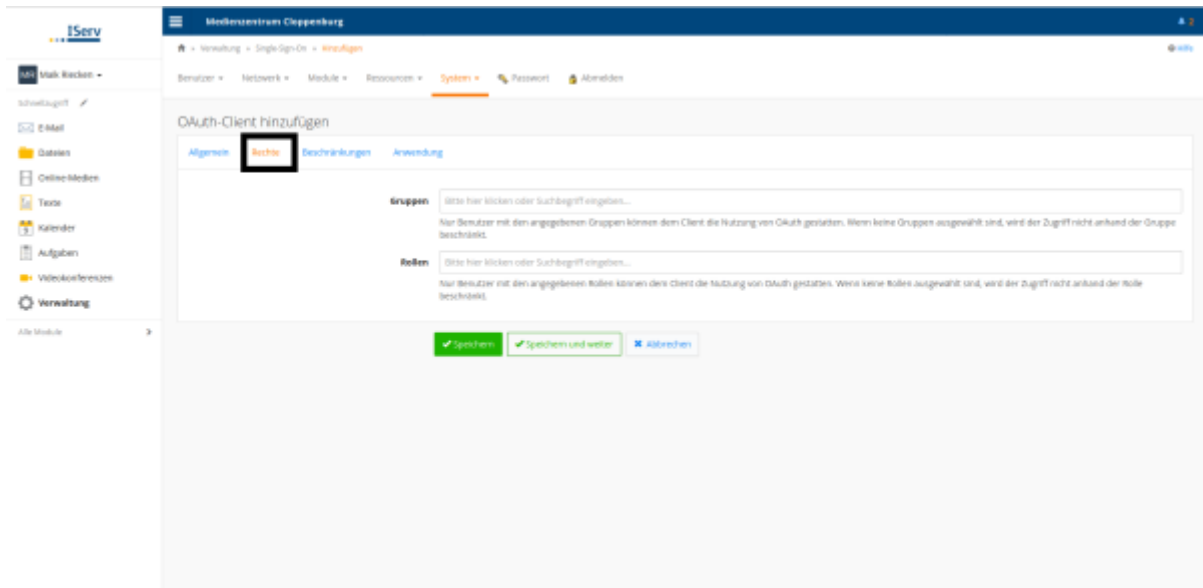 IServ
Medienzentrum Cloppenburg
2
Verwaltung » Single-Sign-On » Hinzufügen
Hilfe
MR Maik Riecken
Benutzer Netzwerk Module Ressourcen System Passwort Abmelden
Schnellzugriff
E-Mail
Dateien
Online-Medien
Texte
Kalender
Aufgaben
Videokonferenzen
Verwaltung
Alle Module
OAuth-Client hinzufügen
Allgemein Rechte Beschränkungen Anwendung
Gruppen Bitte hier klicken oder Suchbegriff eingeben...
Nur Benutzer mit den angegebenen Gruppen können dem Client die Nutzung von OAuth gestatten. Wenn keine Gruppen ausgewählt sind, wird der Zugriff nicht anhand der Gruppe
beschränkt.
Rollen Bitte hier klicken oder Suchbegriff eingeben...
Nur Benutzer mit den angegebenen Rollen können dem Client die Nutzung von OAuth gestatten. Wenn keine Rollen ausgewählt sind, wird der Zugriff nicht anhand der Rolle
beschränkt.
Speichern Speichern und weiter Abbrechen